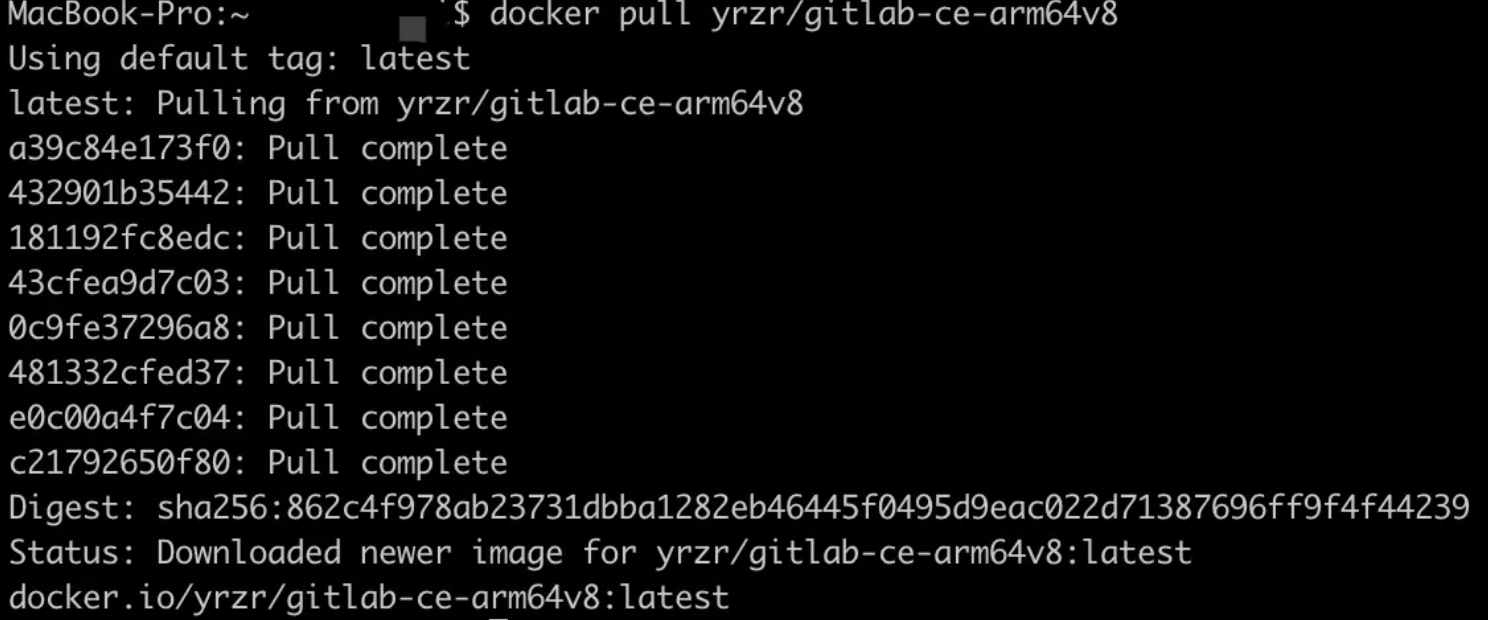 MacBook-Pro:~ $ docker pull yrzr/gitlab-ce-arm64v8
Using default tag: latest
latest: Pulling from yrzr/gitlab-ce-arm64v8
a39c84e173f0: Pull complete
432901b35442: Pull complete
181192fc8edc: Pull complete
43cfea9d7c03: Pull complete
0c9fe37296a8: Pull complete
481332cfed37: Pull complete
e0c00a4f7c04: Pull complete
c21792650f80: Pull complete
Digest: sha256:862c4f978ab23731dbba1282eb46445f0495d9eac022d71387696ff9f4f44239
Status: Downloaded newer image for yrzr/gitlab-ce-arm64v8:latest
docker.io/yrzr/gitlab-ce-arm64v8:latest